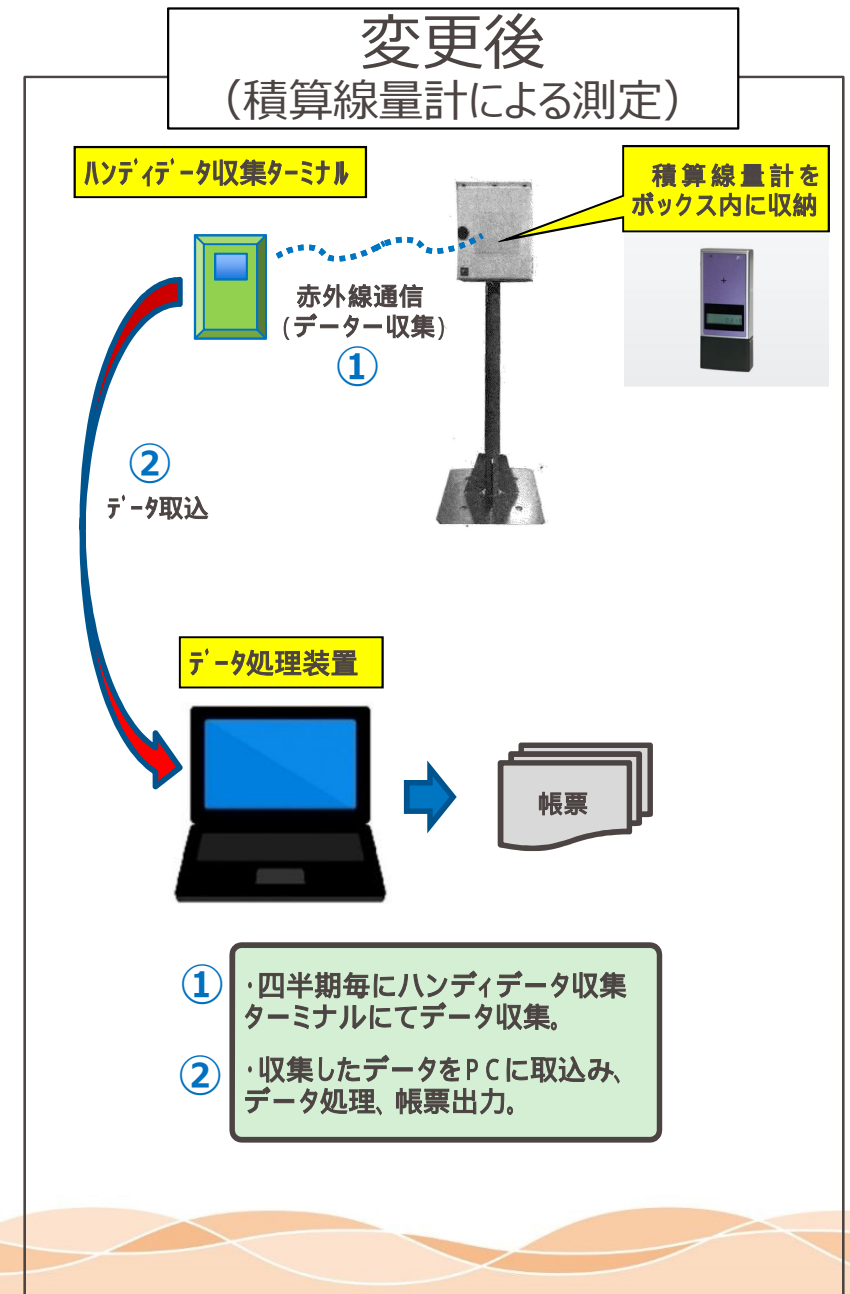 変更後
（積算線量計による測定）
ﾊﾝﾃﾞｨﾃﾞｰﾀ収集ﾀｰﾐﾅﾙ
積算線量計を
ボックス内に収納
赤外線通信
(データー収集)
①
②
ﾃﾞｰﾀ取込
ﾃﾞｰﾀ処理装置
帳票
① ・四半期毎にハンディデータ収集
ターミナルにてデータ収集。
② ・収集したデータをＰＣに取込み、
データ処理、帳票出力。